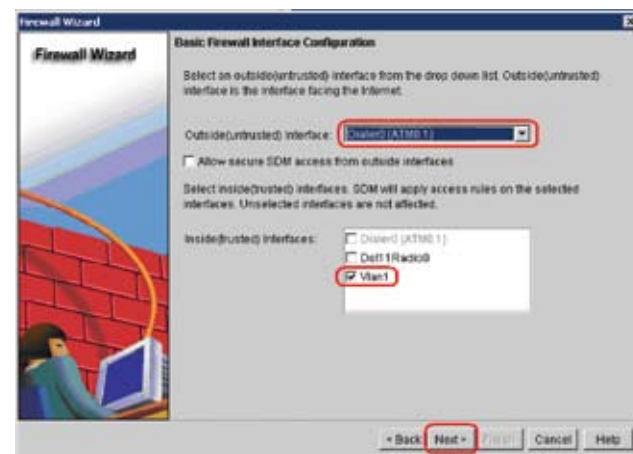 Firewall Wizard
Firewall Wizard
Basic Firewall Interface Configuration
Select an outside(untrusted) interface from the drop down list. Outside(untrusted)
interface is the interface facing the Internet.
Outside(untrusted) Interface: Dialer0 (ATM0.1)
Allow secure SDM access from outside interfaces
Select inside(trusted) interfaces. SDM will apply access rules on the selected
interfaces. Unselected interfaces are not affected.
Inside(trusted) Interfaces:
Dialer0 (ATM0.1)
Dot11Radio0
Vlan1
< Back Next > Finish Cancel Help